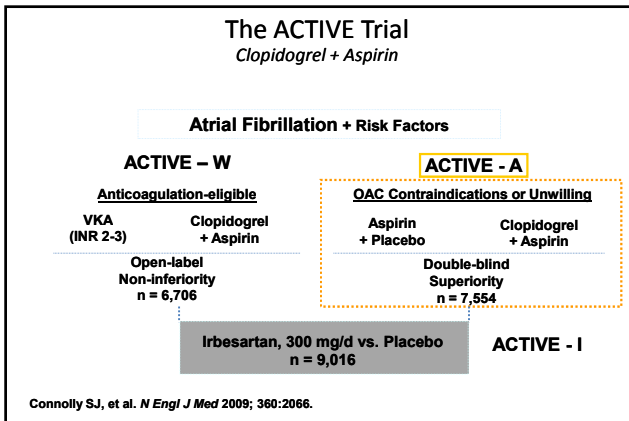 The ACTIVE Trial
Clopidogrel + Aspirin
Atrial Fibrillation + Risk Factors
ACTIVE – W
Anticoagulation-eligible
VKA
(INR 2-3)
Clopidogrel
+ Aspirin
Open-label
Non-inferiority
n = 6,706
ACTIVE - A
OAC Contraindications or Unwilling
Aspirin
+ Placebo
Clopidogrel
+ Aspirin
Double-blind
Superiority
n = 7,554
Irbesartan, 300 mg/d vs. Placebo
n = 9,016
ACTIVE - I
Connolly SJ, et al. N Engl J Med 2009; 360:2066.